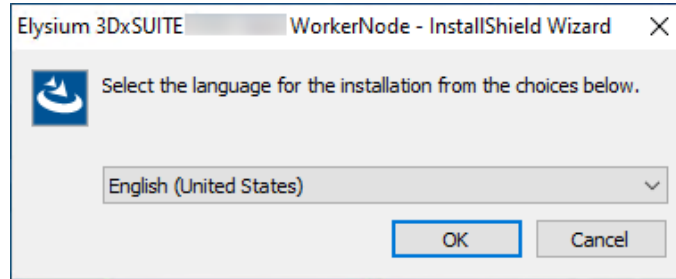 Elysium 3DxSUITE WorkerNode - InstallShield Wizard
Select the language for the installation from the choices below.
English (United States)
OK Cancel